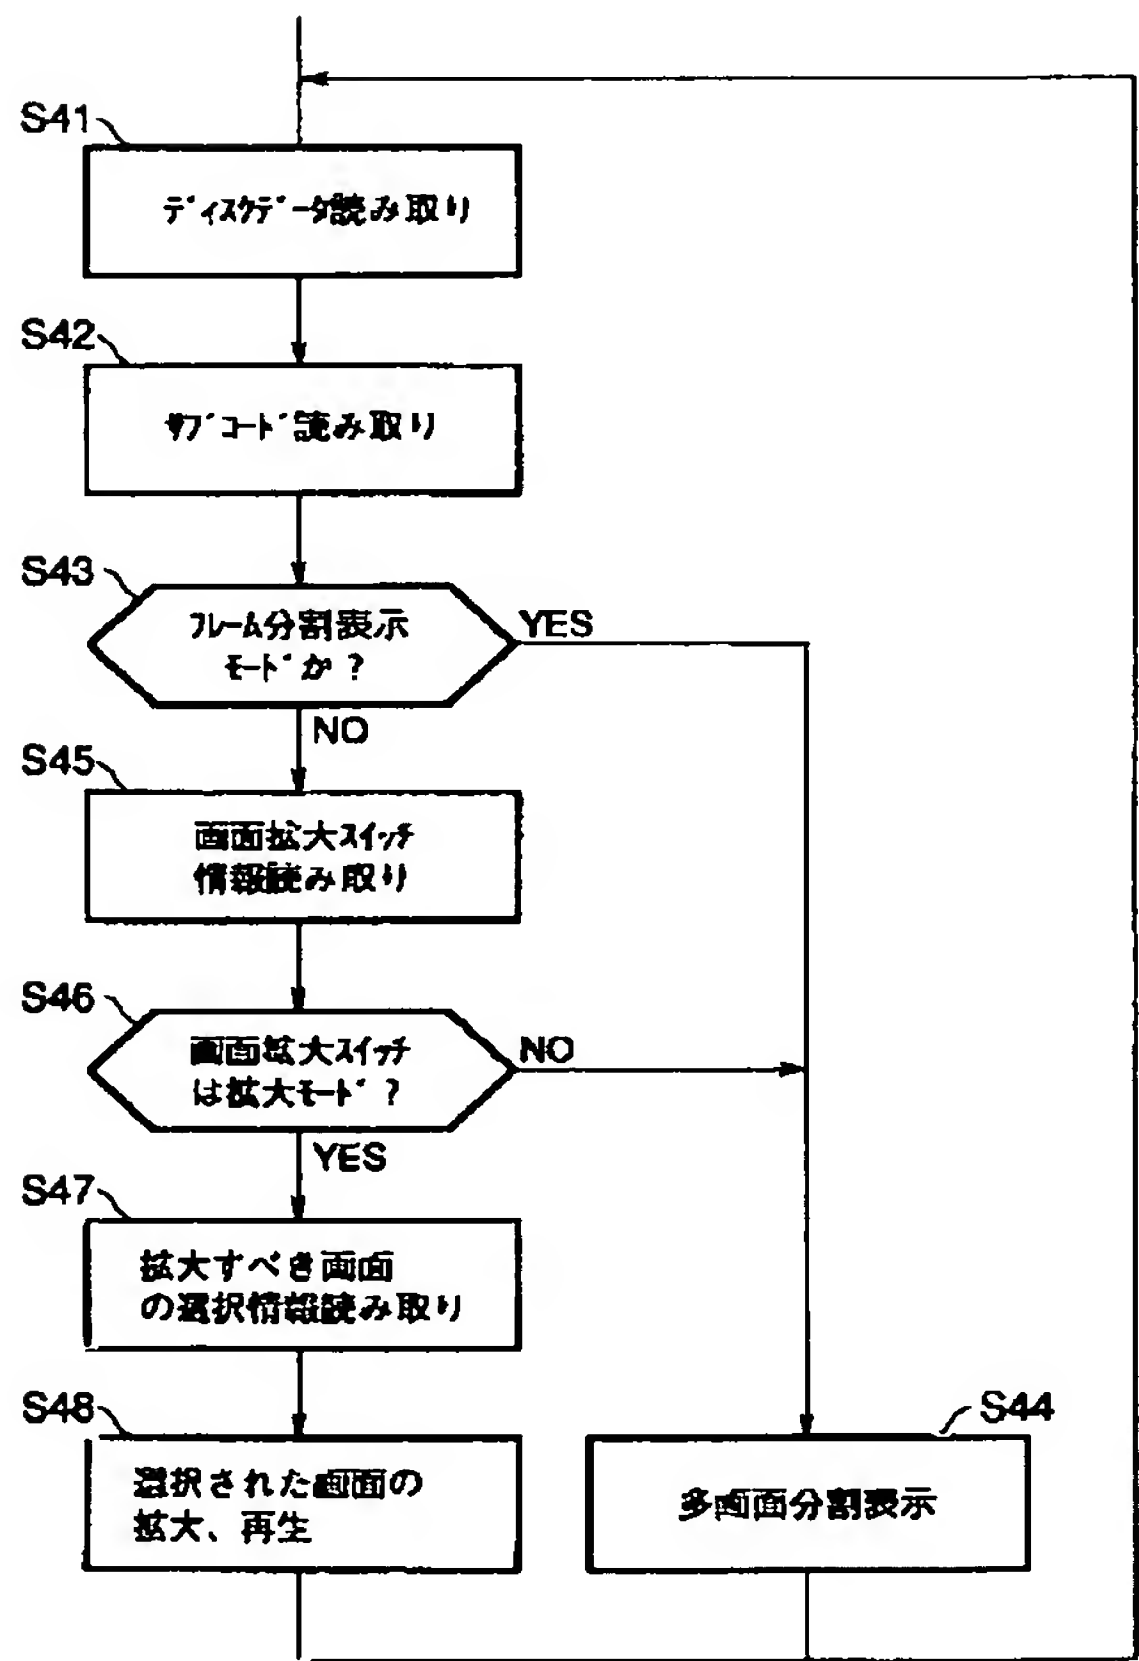 S41
ﾃﾞｨｽｸﾃﾞｰﾀ読み取り
S42
ｻﾌﾞｺｰﾄﾞ読み取り
S43
ﾌﾚｰﾑ分割表示
ﾓｰﾄﾞか?
YES
NO
S45
画面拡大ｽｲｯﾁ
情報読み取り
S46
画面拡大ｽｲｯﾁ
は拡大ﾓｰﾄﾞ?
NO
YES
S47
拡大すべき画面
の選択情報読み取り
S48
選択された画面の
拡大、再生
S44
多画面分割表示